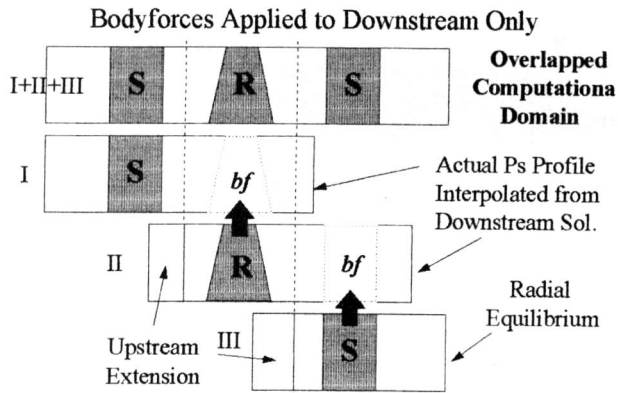 Bodyforces Applied to Downstream Only
I+II+III
S
R
S
Overlapped
Computationa
Domain
I
S
bf
Actual Ps Profile
Interpolated from
Downstream Sol.
II
R
bf
Radial
Equilibrium
Upstream
Extension
III
S